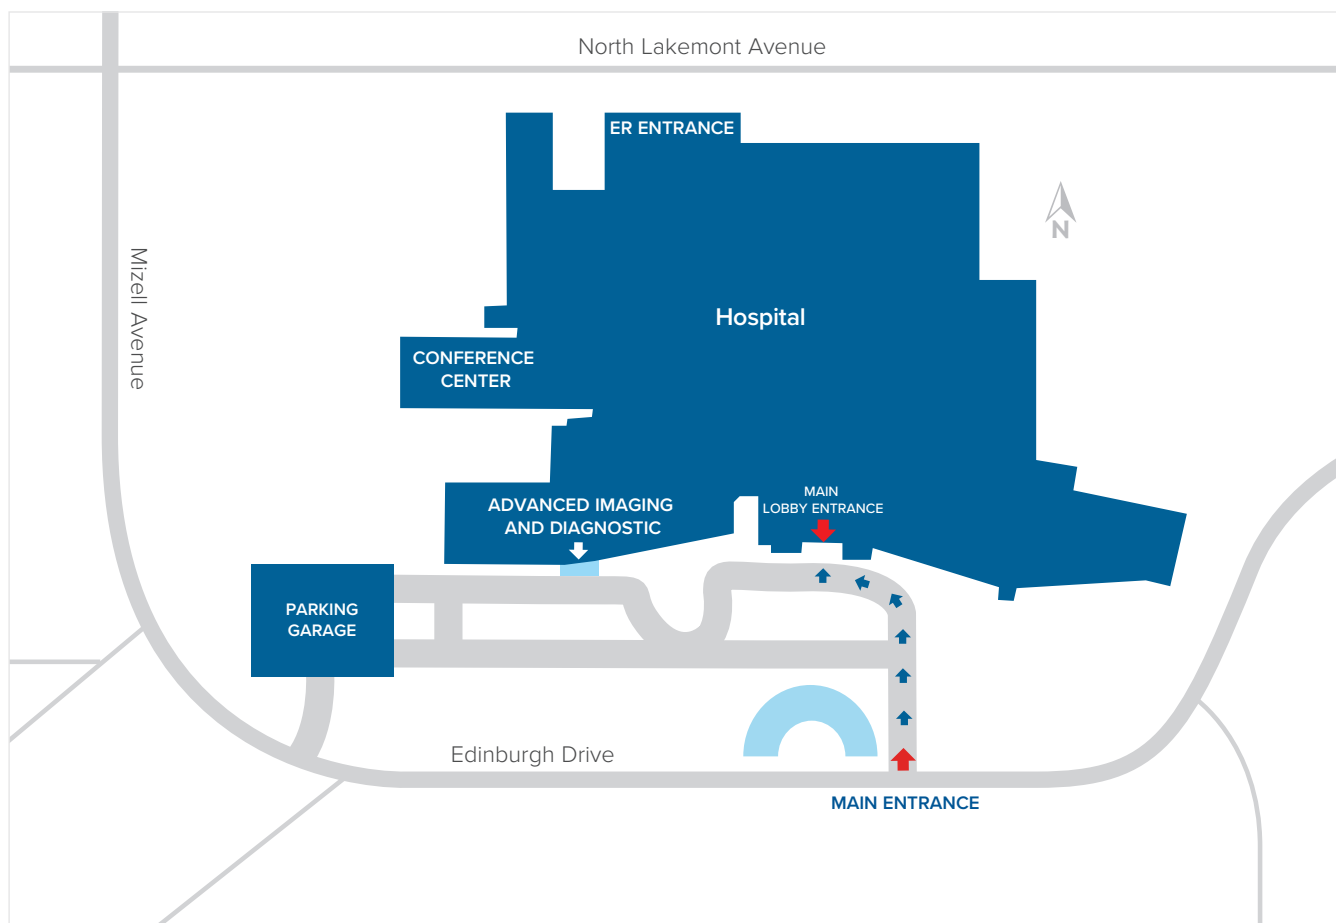 North Lakemont Avenue
ER ENTRANCE
N
Mizell Avenue
Hospital
CONFERENCE
CENTER
MAIN
LOBBY ENTRANCE
ADVANCED IMAGING
AND DIAGNOSTIC
PARKING
GARAGE
Edinburgh Drive
MAIN ENTRANCE